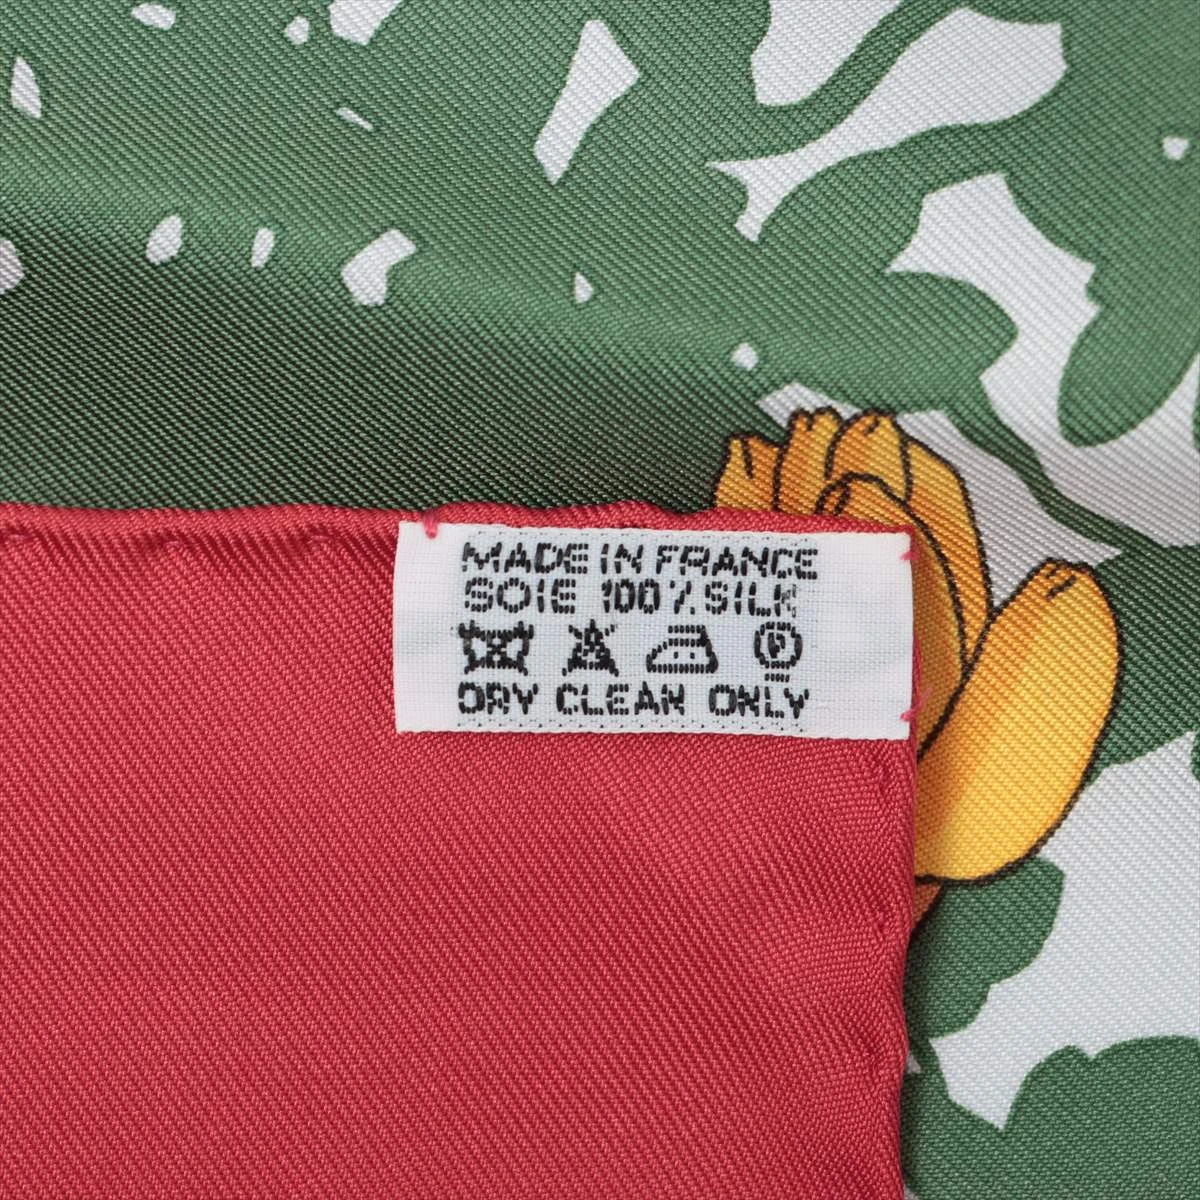 MADE IN FRANCE
SOIE 100% SILK
P
DRY CLEAN ONLY